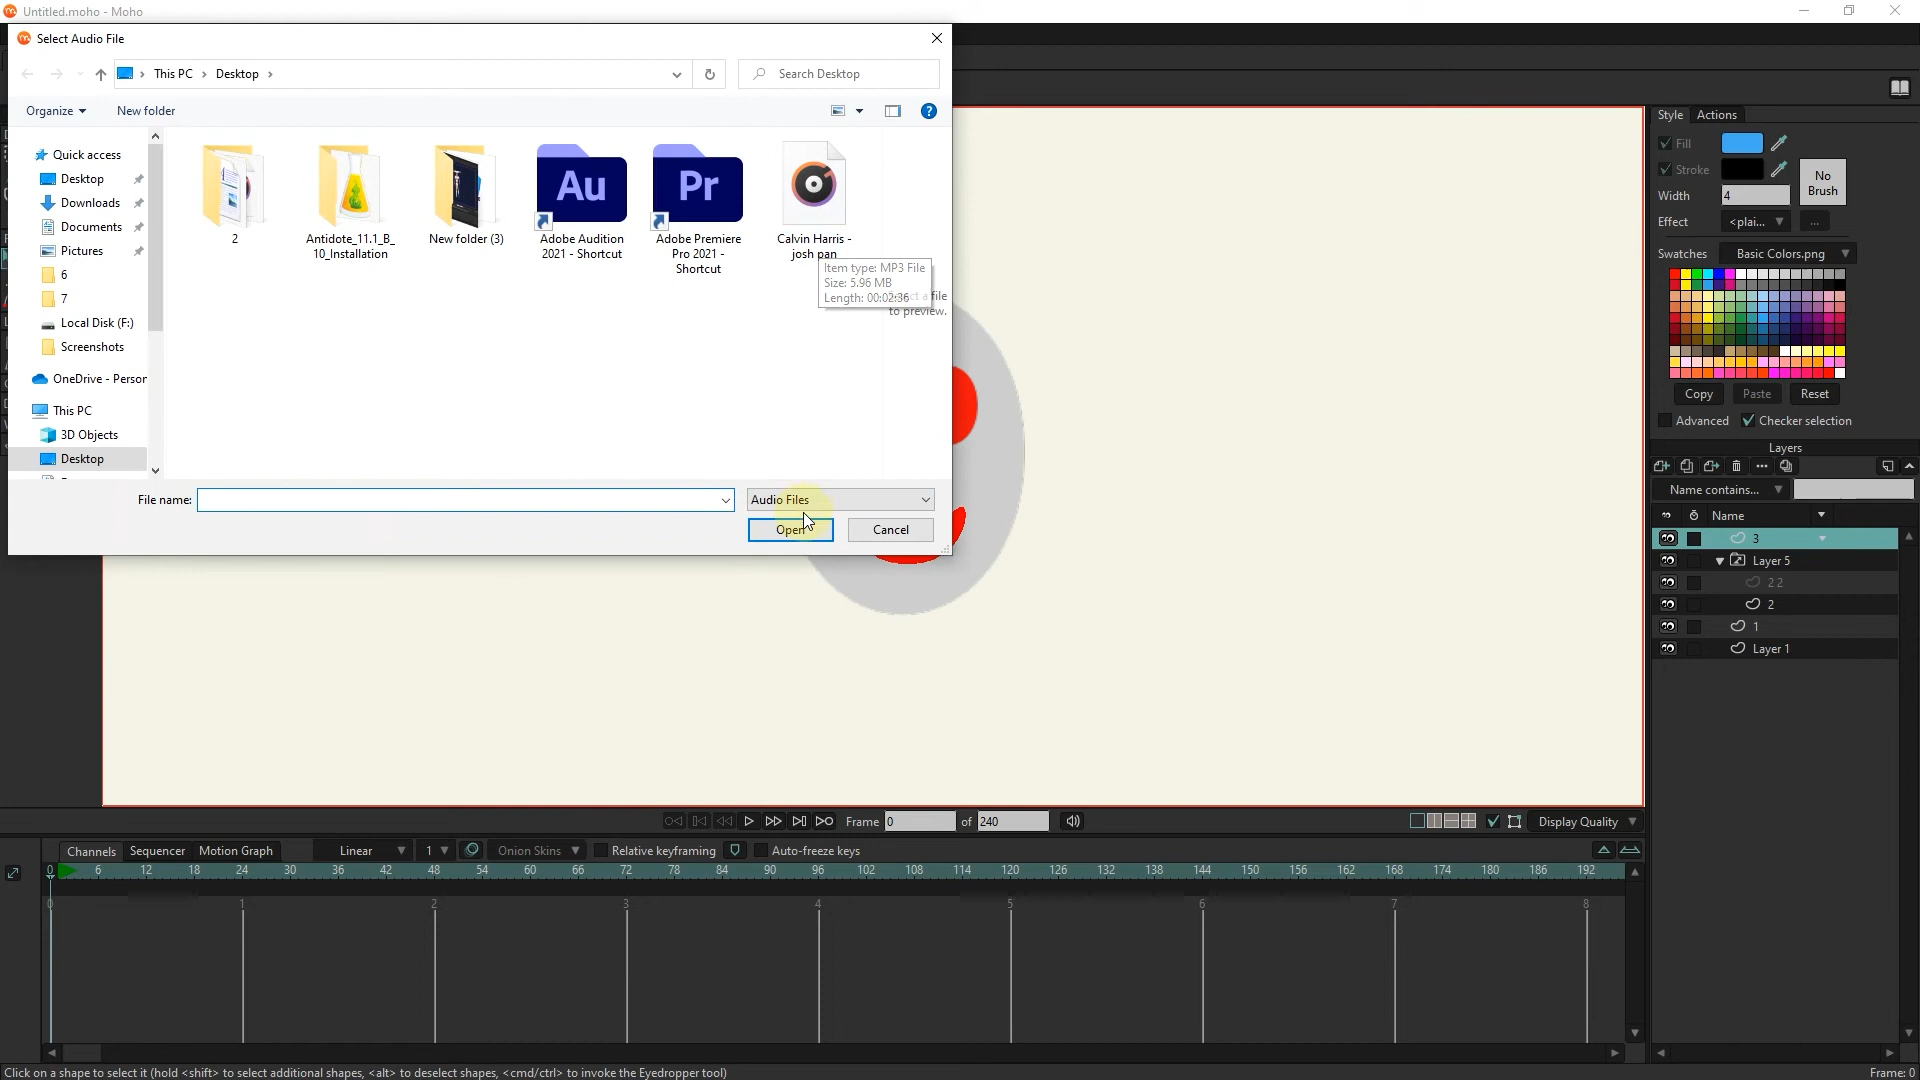 Untitled.moho - Moho
Select Audio File
This PC
Desktop
Search Desktop
Organize
New folder
Quick access
Desktop
Downloads
Documents
Pictures
6
7
Local Disk (F:)
Screenshots
OneDrive - Person
This PC
3D Objects
Desktop
2
Antidote_11.1_B_
10_Installation
New folder (3)
Au
Adobe Audition
2021 - Shortcut
Pr
Adobe Premiere
Pro 2021 -
Shortcut
Calvin Harris -
josh pan
Item type: MP3 File
Size: 5.96 MB
Length: 00:02:36
file
to preview.
File name:
Audio Files
Open
Cancel
Style
Actions
Fill
Stroke
No
Brush
Width
4
Effect
<plai...
...
Swatches
Basic Colors.png
Copy
Paste
Reset
Advanced
Checker selection
Layers
Name contains...
Name
3
Layer 5
2 2
2
1
Layer 1
Frame
0
of
240
Display Quality
Channels
Sequencer
Motion Graph
Linear
1
Onion Skins
Relative keyframing
Auto-freeze keys
0 6 12 18 24 30 36 42 48 54 60 66 72 78 84 90 96 102 108 114 120 126 132 138 144 150 156 162 168 174 180 186 192
0 1 2 3 4 5 6 7 8
Click on a shape to select it (hold <shift> to select additional shapes, <alt> to deselect shapes, <cmd/ctrl> to invoke the Eyedropper tool)
Frame: 0